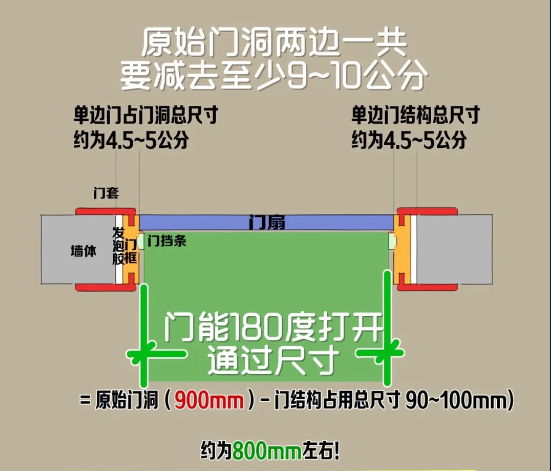 原始门洞两边一共
要减去至少9~10公分
单边门占门洞总尺寸
约为4.5~5公分
单边门结构总尺寸
约为4.5~5公分
门套
门扇
发泡胶
门框
门挡条
墙体
门能180度打开
通过尺寸
= 原始门洞 ( 900mm ) - 门结构占用总尺寸 90~100mm)
约为800mm左右!